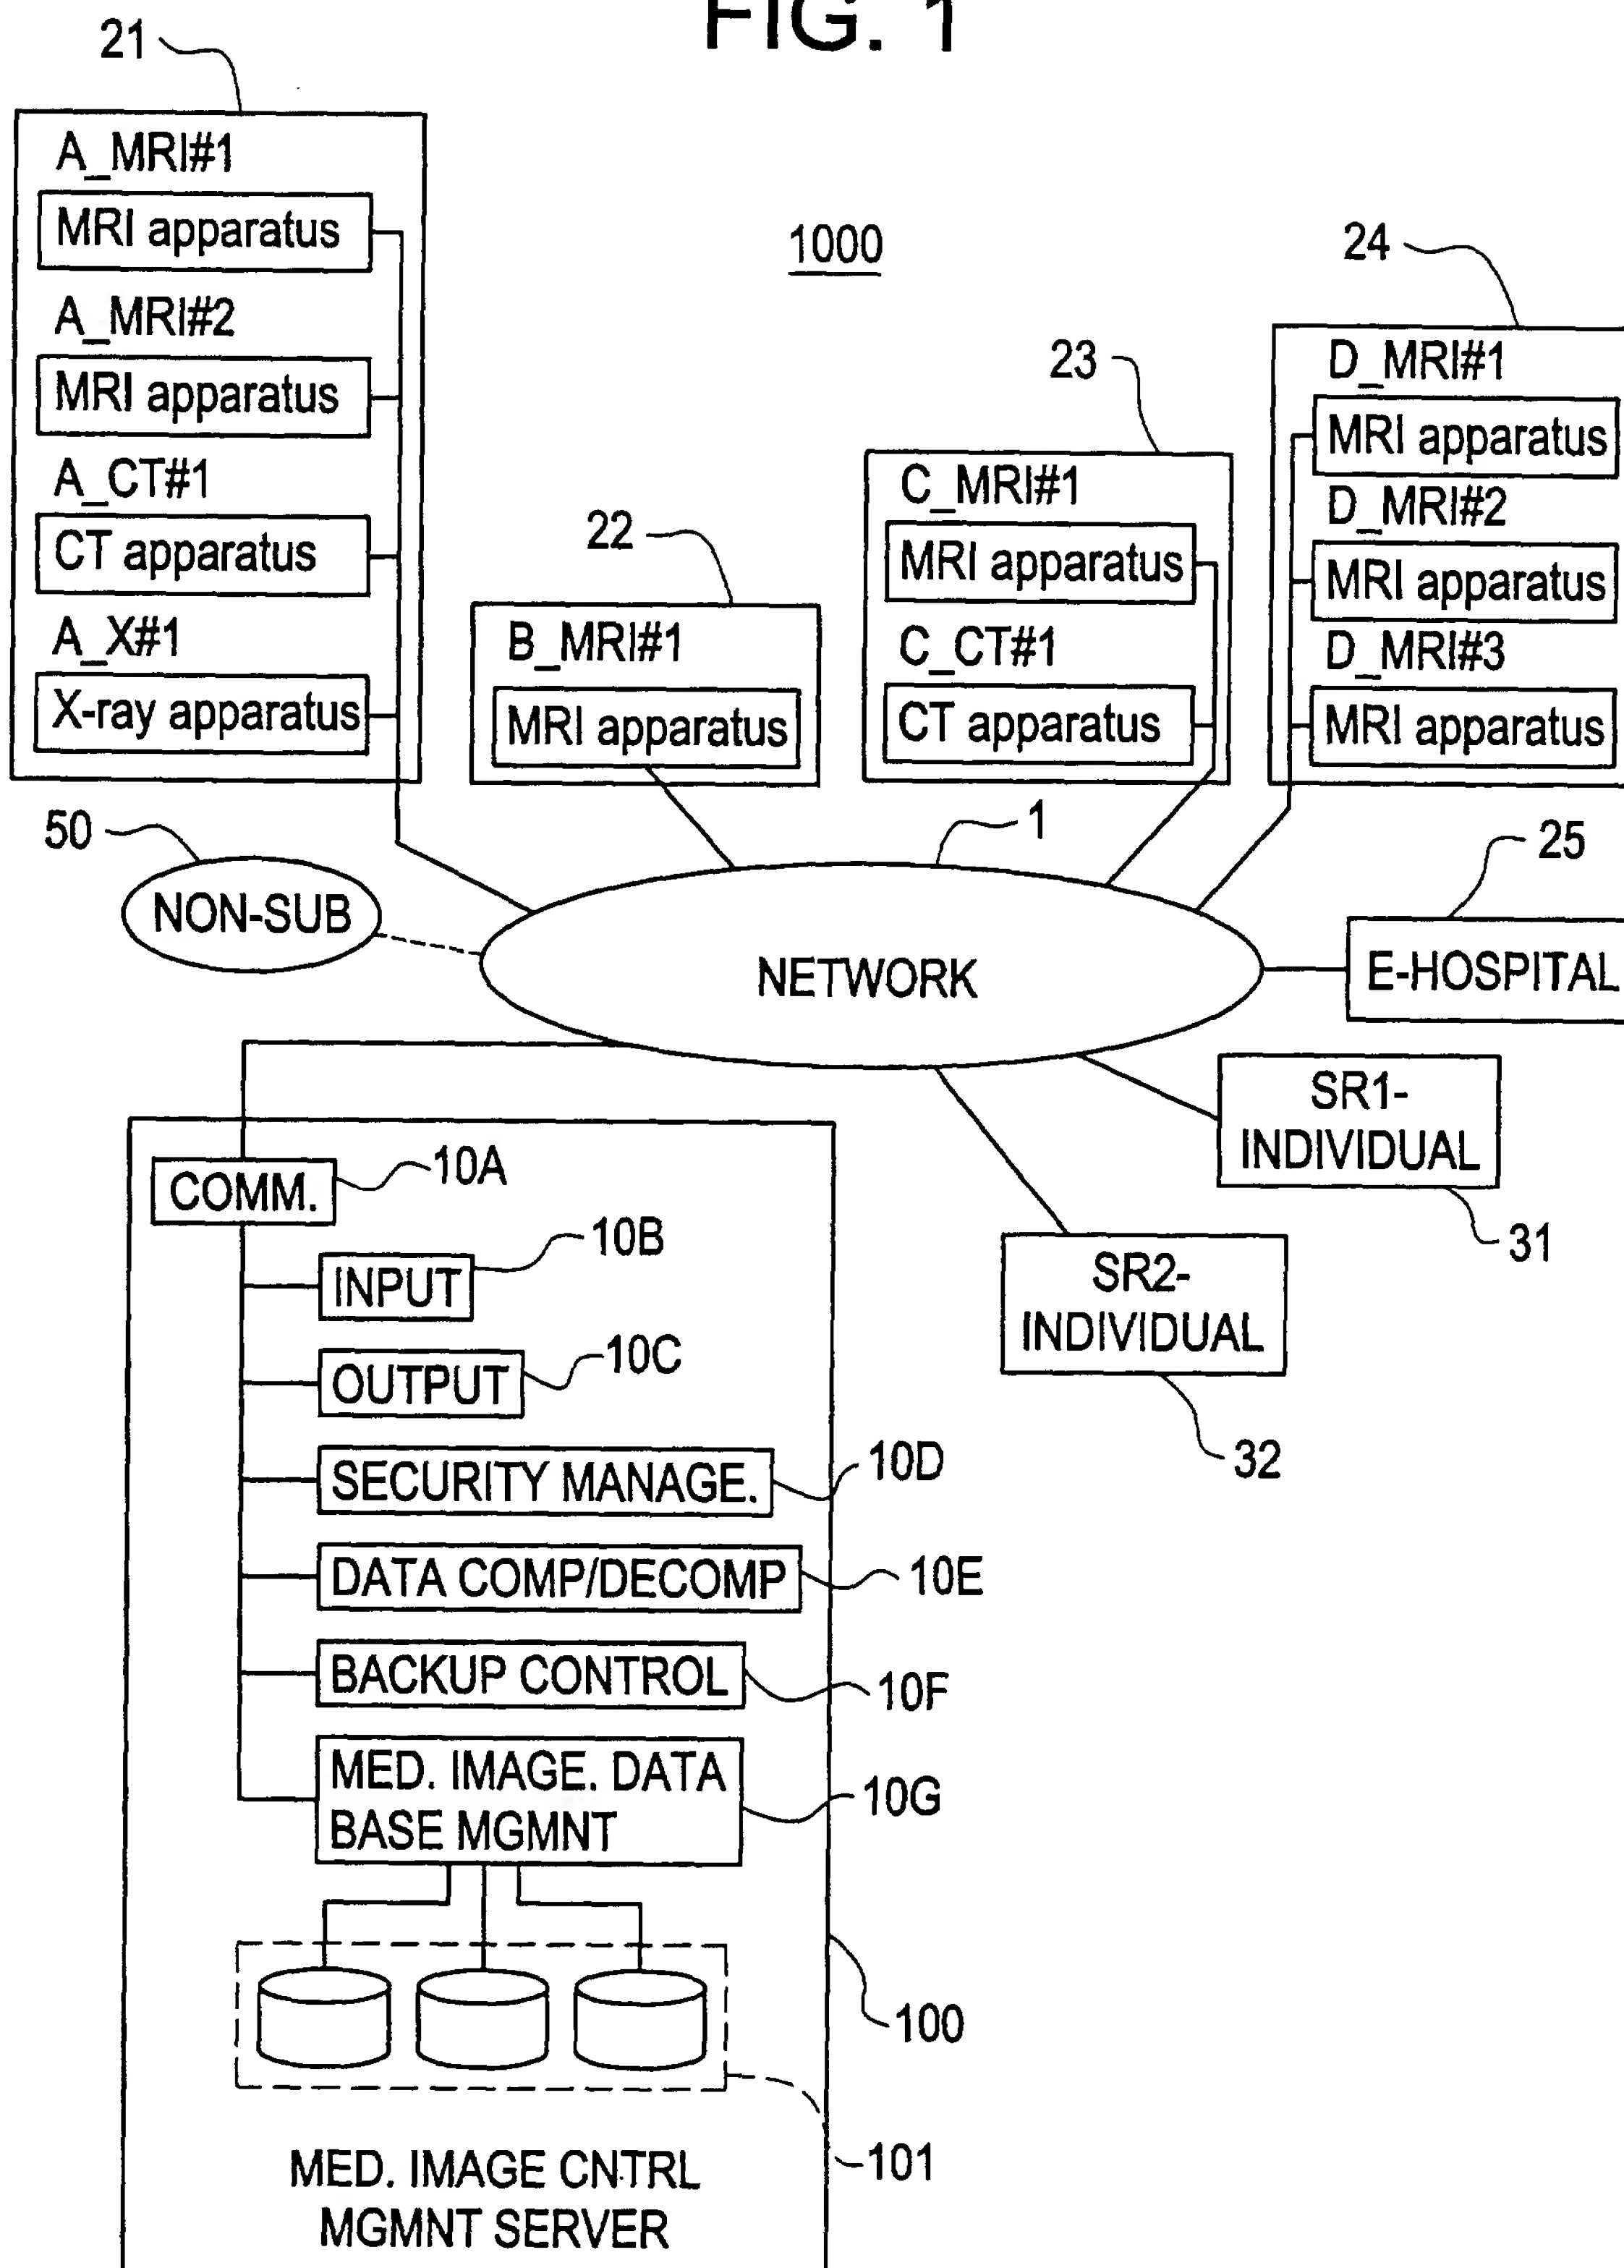 FIG. 1
21
A_MRI#1
MRI apparatus
A_MRI#2
MRI apparatus
A_CT#1
CT apparatus
A_X#1
X-ray apparatus
1000
22
B_MRI#1
MRI apparatus
23
C_MRI#1
MRI apparatus
C_CT#1
CT apparatus
24
D_MRI#1
MRI apparatus
D_MRI#2
MRI apparatus
D_MRI#3
MRI apparatus
50
NON-SUB
1
NETWORK
25
E-HOSPITAL
SR1-
INDIVIDUAL
31
SR2-
INDIVIDUAL
32
COMM.
10A
INPUT
10B
OUTPUT
10C
SECURITY MANAGE.
10D
DATA COMP/DECOMP
10E
BACKUP CONTROL
10F
MED. IMAGE. DATA
BASE MGMNT
10G
100
101
MED. IMAGE CNTRL
MGMNT SERVER